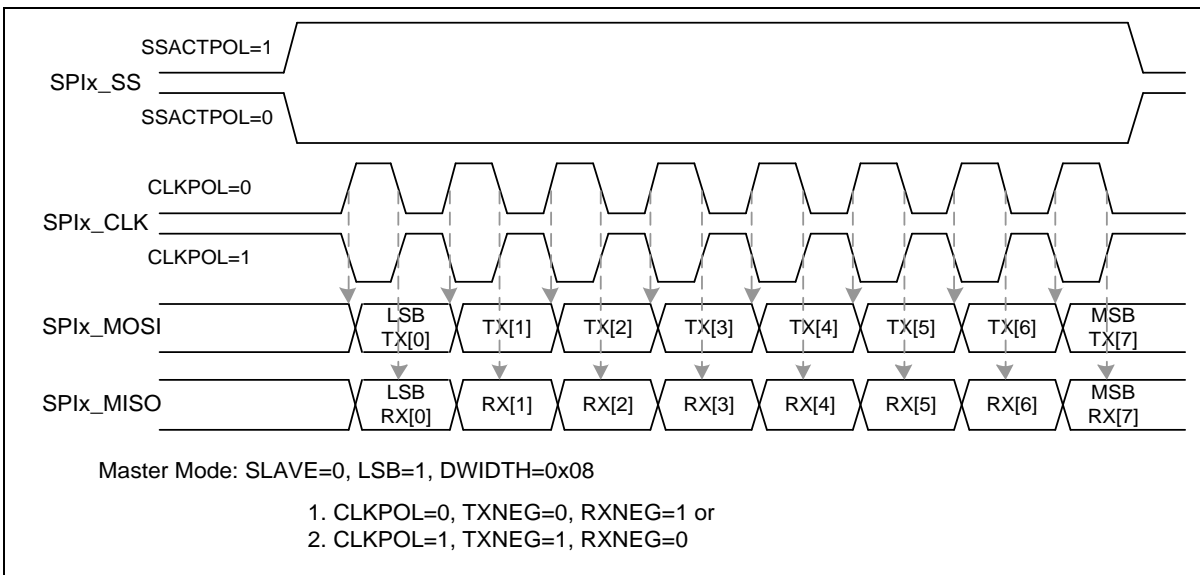 SSACTPOL=1
SPIx_SS
SSACTPOL=0
CLKPOL=0
SPIx_CLK
CLKPOL=1
SPIx_MOSI
LSB
TX[0]
TX[1]
TX[2]
TX[3]
TX[4]
TX[5]
TX[6]
MSB
TX[7]
SPIx_MISO
LSB
RX[0]
RX[1]
RX[2]
RX[3]
RX[4]
RX[5]
RX[6]
MSB
RX[7]
Master Mode: SLAVE=0, LSB=1, DWIDTH=0x08
1. CLKPOL=0, TXNEG=0, RXNEG=1 or
2. CLKPOL=1, TXNEG=1, RXNEG=0